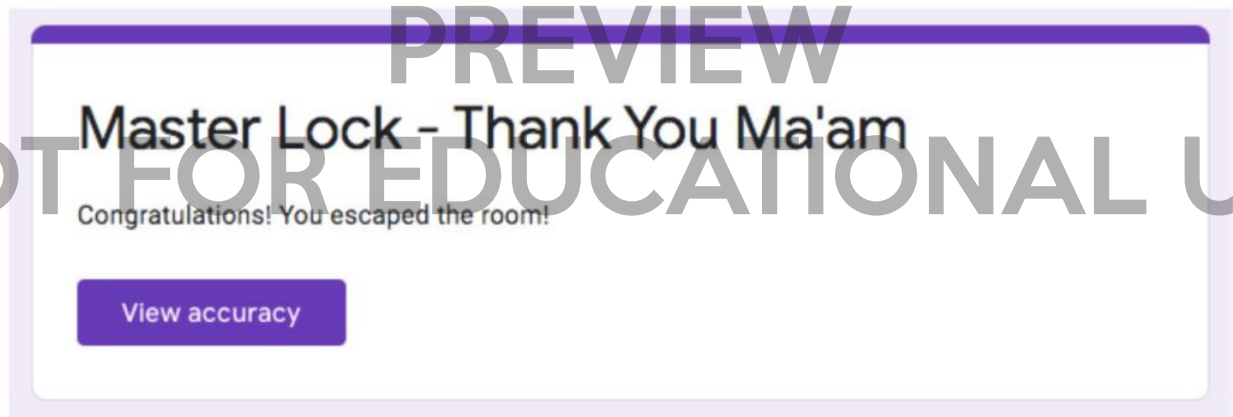 PREVIEW
Master Lock - Thank You Ma'am
OT FOR EDUCATIONAL U
Congratulations! You escaped the room!
View accuracy